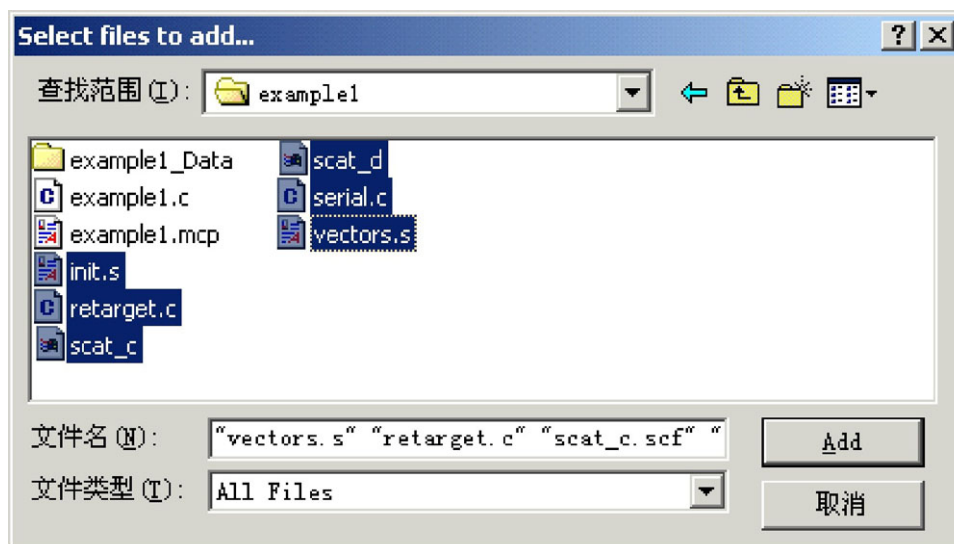 Select files to add...
查找范围(I): example1
example1_Data
example1.c
example1.mcp
init.s
retarget.c
scat_c
scat_d
serial.c
vectors.s
文件名(N): "vectors.s" "retarget.c" "scat_c.scf" "
Add
文件类型(T): All Files
取消